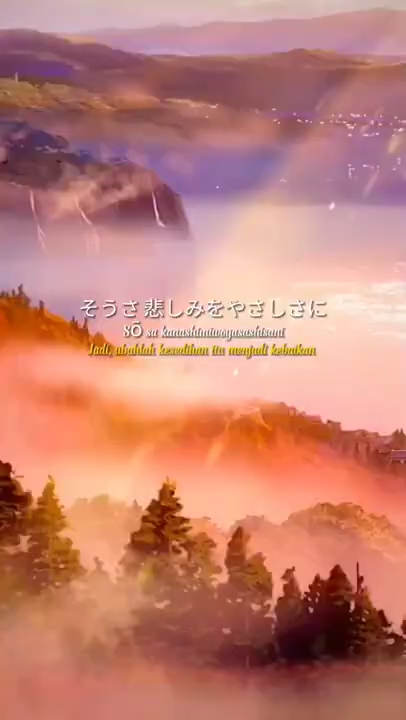 そうさ 悲しみをやさしさに
Sō sa kanashimiwoyasashisani
Jadi, ubahlah kesedihan itu menjadi kebaikan